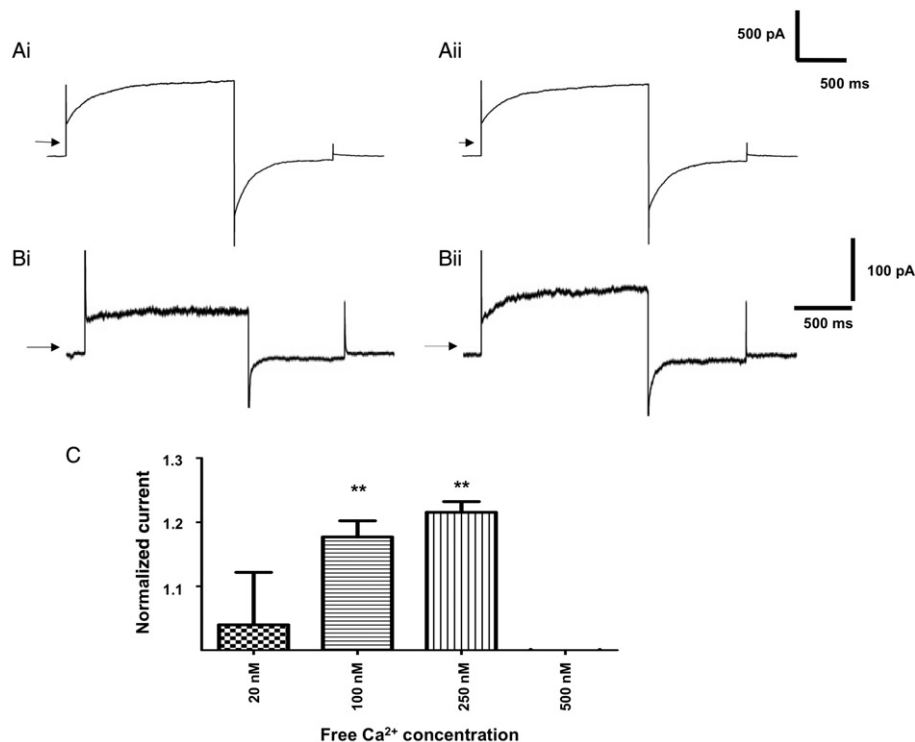 Ai
Aii
500 pA
500 ms
Bi
Bii
100 pA
500 ms
C
Normalized current
1.3
1.2
1.1
**
**
20 nM
100 nM
250 nM
500 nM
Free Ca²⁺ concentration